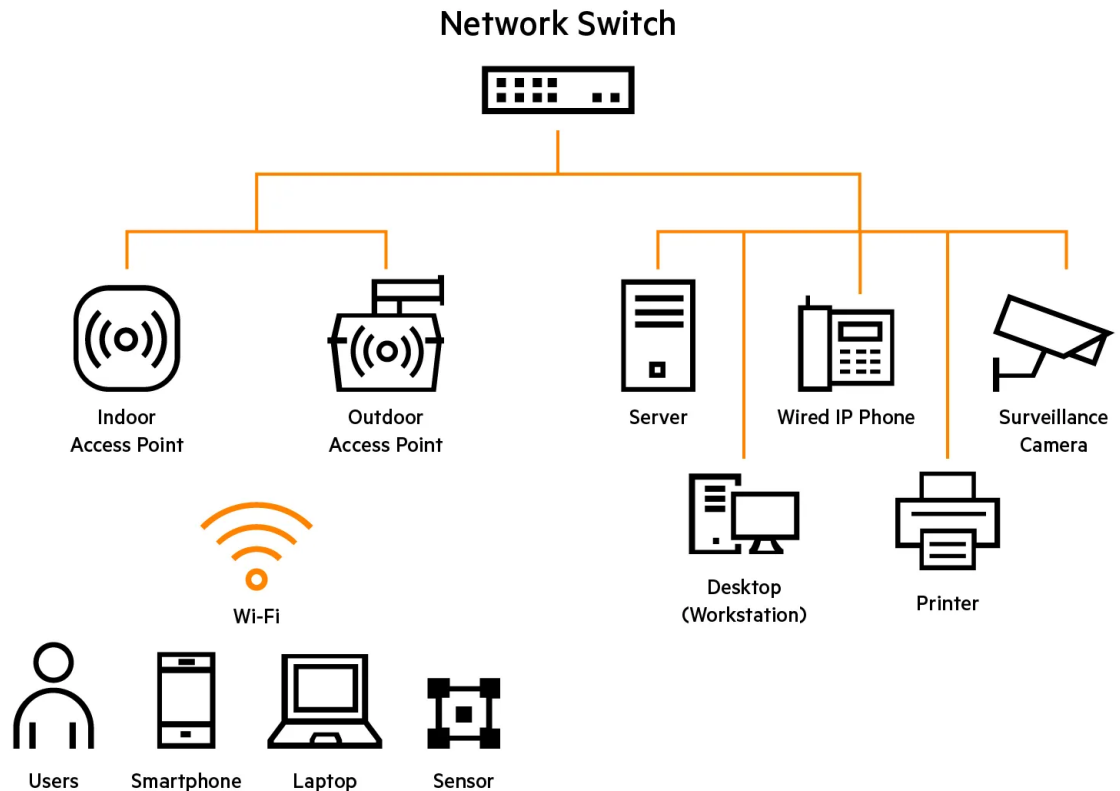 Network Switch
Indoor
Access Point
Outdoor
Access Point
Server
Wired IP Phone
Surveillance
Camera
Desktop
(Workstation)
Printer
Wi-Fi
Users
Smartphone
Laptop
Sensor